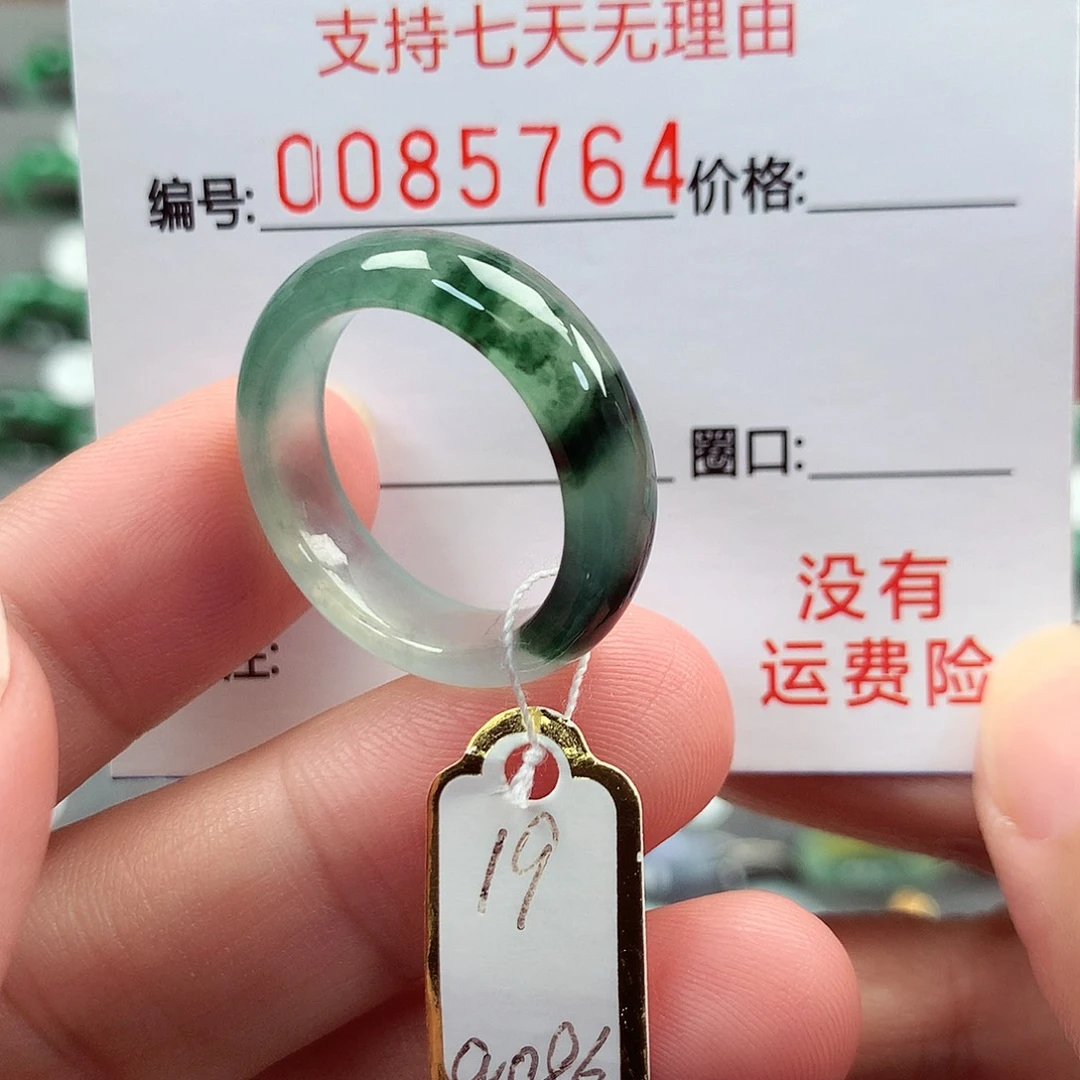 支持七天无理由
编号: 0085764 价格:
圈口:
没有
运费险
注:
19